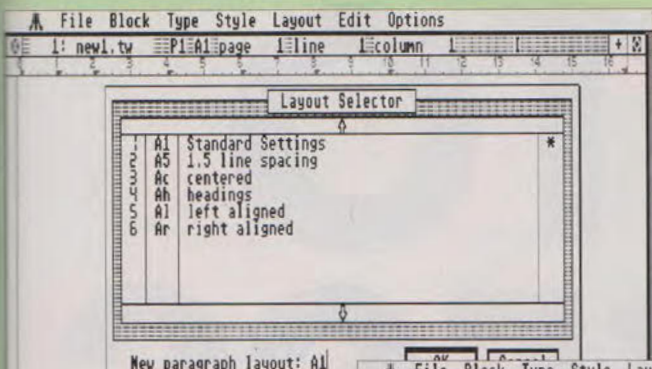 File Block Type Style Layout Edit Options
1: new1.tw P1 A1 page 1 line 1 column 1
Layout Selector
1 A1 Standard Settings *
2 A5 1.5 line spacing
3 Ac centered
4 Ah headings
5 Al left aligned
6 Ar right aligned
New paragraph layout: A1
File Block Type Style